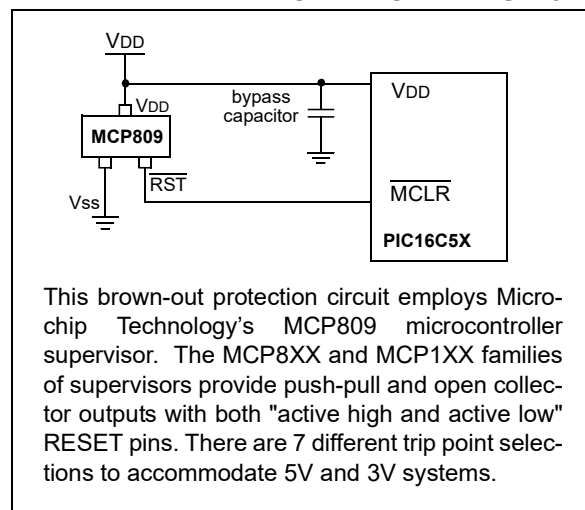 VDD
VDD
bypass
capacitor
VDD
MCP809
RST
Vss
MCLR
PIC16C5X
This brown-out protection circuit employs Micro-
chip Technology's MCP809 microcontroller
supervisor. The MCP8XX and MCP1XX families
of supervisors provide push-pull and open collec-
tor outputs with both "active high and active low"
RESET pins. There are 7 different trip point selec-
tions to accommodate 5V and 3V systems.